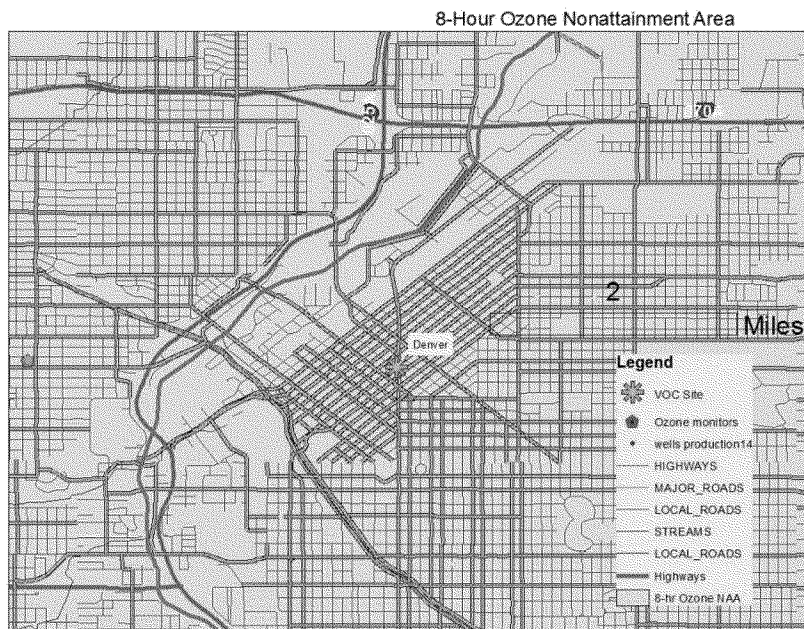 8-Hour Ozone Nonattainment Area
70
2
Miles
Denver
Legend
VOC Site
Ozone monitors
wells production14
HIGHWAYS
MAJOR_ROADS
LOCAL_ROADS
STREAMS
LOCAL_ROADS
Highways
8-hr Ozone NAA